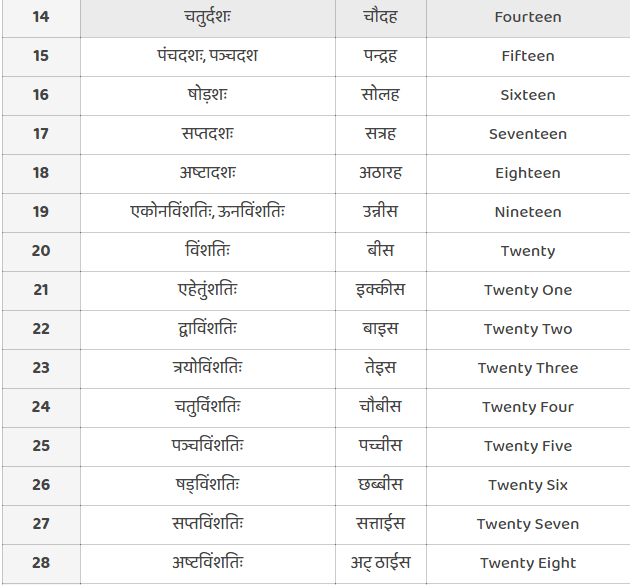 14 चतुर्दशः चौदह Fourteen
15 पंचदशः, पञ्चदश पन्द्रह Fifteen
16 षोड़शः सोलह Sixteen
17 सप्तदशः सत्रह Seventeen
18 अष्टादशः अठारह Eighteen
19 एकोनविंशतिः, ऊनविंशतिः उन्नीस Nineteen
20 विंशतिः बीस Twenty
21 एहेतुंशतिः इक्कीस Twenty One
22 द्वाविंशतिः बाइस Twenty Two
23 त्रयोविंशतिः तेइस Twenty Three
24 चतुर्विंशतिः चौबीस Twenty Four
25 पञ्चविंशतिः पच्चीस Twenty Five
26 षड्विंशतिः छब्बीस Twenty Six
27 सप्तविंशतिः सत्ताईस Twenty Seven
28 अष्टविंशतिः अट् ठाईस Twenty Eight